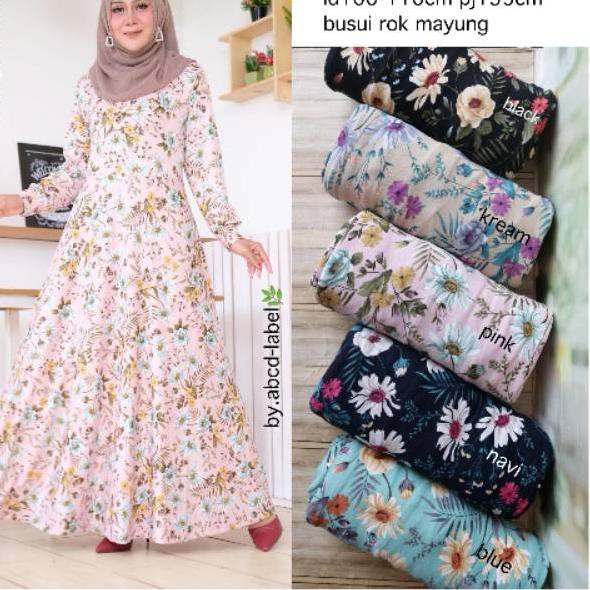 busui rok mayung
black
kream
pink
navi
blue
by.abcd-label